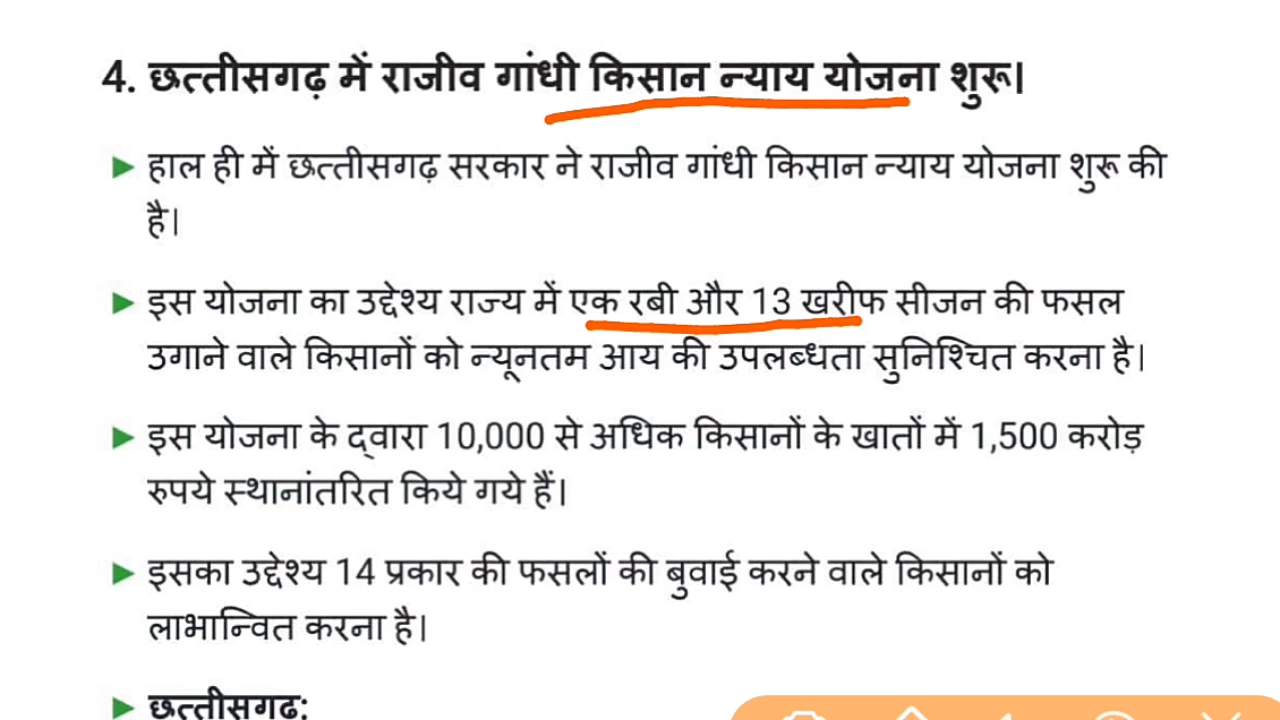 4. छत्तीसगढ़ में राजीव गांधी किसान न्याय योजना शुरू।
► हाल ही में छत्तीसगढ़ सरकार ने राजीव गांधी किसान न्याय योजना शुरू की
है।
► इस योजना का उद्देश्य राज्य में एक रबी और 13 खरीफ सीजन की फसल
उगाने वाले किसानों को न्यूनतम आय की उपलब्धता सुनिश्चित करना है।
► इस योजना के द्वारा 10,000 से अधिक किसानों के खातों में 1,500 करोड़
रुपये स्थानांतरित किये गये हैं।
► इसका उद्देश्य 14 प्रकार की फसलों की बुवाई करने वाले किसानों को
लाभान्वित करना है।
► छत्तीसगढ़: